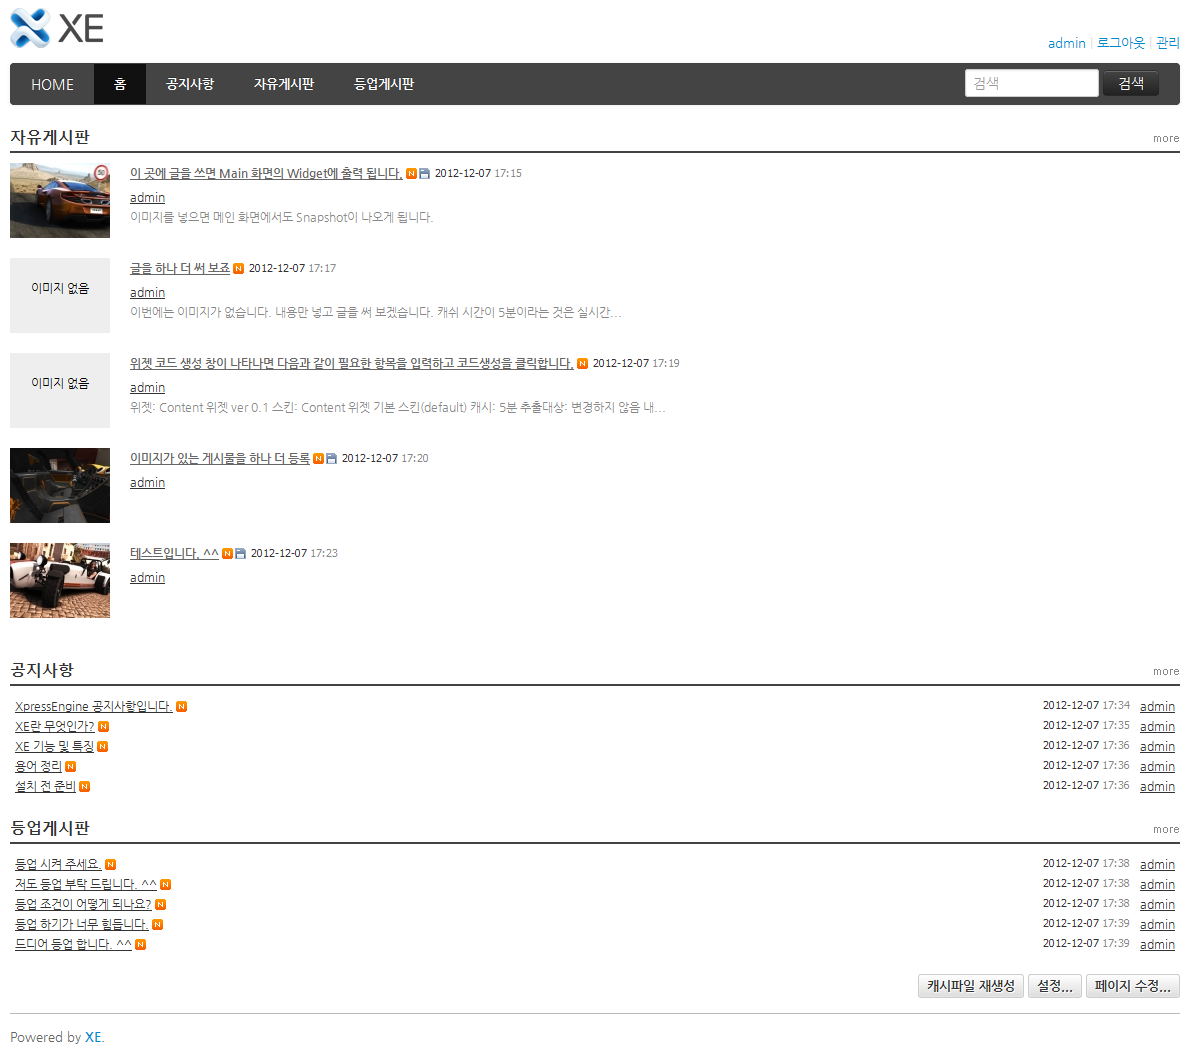 XE
admin | 로그아웃 | 관리
HOME 홈 공지사항 자유게시판 등업게시판 검색 검색
자유게시판 more
이 곳에 글을 쓰면 Main 화면의 Widget에 출력 됩니다. N 2012-12-07 17:15
admin
이미지를 넣으면 메인 화면에서도 Snapshot이 나오게 됩니다.
이미지 없음
글을 하나 더 써 보죠 N 2012-12-07 17:17
admin
이번에는 이미지가 없습니다. 내용만 넣고 글을 써 보겠습니다. 캐쉬 시간이 5분이라는 것은 실시간...
이미지 없음
위젯 코드 생성 창이 나타나면 다음과 같이 필요한 항목을 입력하고 코드생성을 클릭합니다. N 2012-12-07 17:19
admin
위젯: Content 위젯 ver 0.1 스킨: Content 위젯 기본 스킨(default) 캐시: 5분 추출대상: 변경하지 않음 내...
이미지가 있는 게시물을 하나 더 등록 N 2012-12-07 17:20
admin
테스트입니다. ^^ N 2012-12-07 17:23
admin
공지사항 more
XpressEngine 공지사항입니다. N 2012-12-07 17:34 admin
XE란 무엇인가? N 2012-12-07 17:35 admin
XE 기능 및 특징 N 2012-12-07 17:36 admin
용어 정리 N 2012-12-07 17:36 admin
설치 전 준비 N 2012-12-07 17:36 admin
등업게시판 more
등업 시켜 주세요. N 2012-12-07 17:38 admin
저도 등업 부탁 드립니다. ^^ N 2012-12-07 17:38 admin
등업 조건이 어떻게 되나요? N 2012-12-07 17:38 admin
등업 하기가 너무 힘듭니다. N 2012-12-07 17:39 admin
드디어 등업 합니다. ^^ N 2012-12-07 17:39 admin
캐시파일 재생성 설정... 페이지 수정...
Powered by XE.